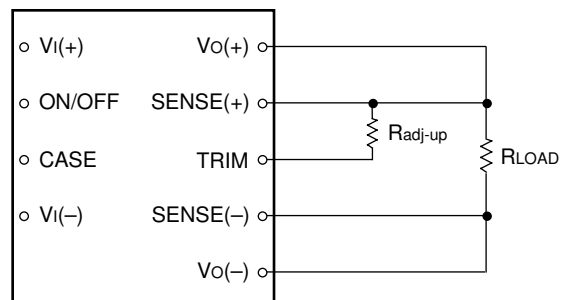 VI(+) VO(+)
ON/OFF SENSE(+)
Radj-up
CASE TRIM
RLOAD
VI(–) SENSE(–)
VO(–)